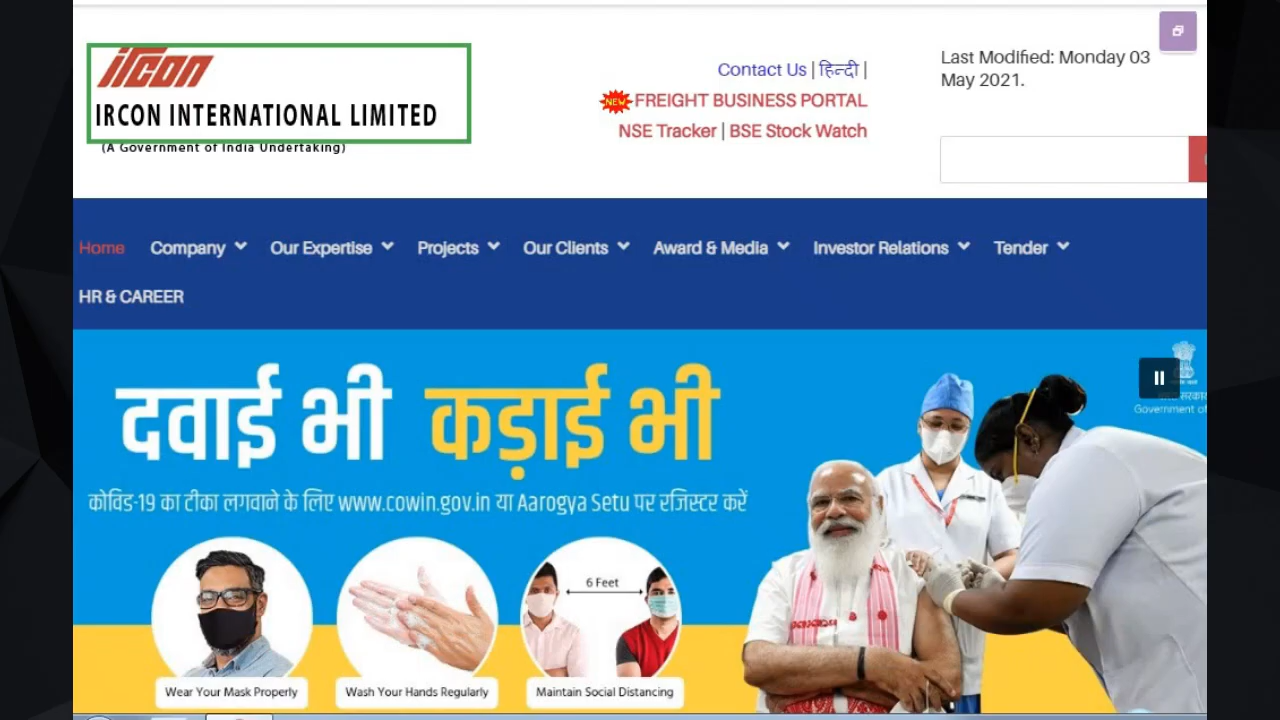 ircon
IRCON INTERNATIONAL LIMITED
(A Government of India Undertaking)
Contact Us | हिन्दी |
NEW FREIGHT BUSINESS PORTAL
NSE Tracker | BSE Stock Watch
Last Modified: Monday 03
May 2021.
Home Company Our Expertise Projects Our Clients Award & Media Investor Relations Tender
HR & CAREER
दवाई भी कड़ाई भी
कोविड-19 का टीका लगवाने के लिए www.cowin.gov.in या Aarogya Setu पर रजिस्टर करें
Government of
6 Feet
Wear Your Mask Properly
Wash Your Hands Regularly
Maintain Social Distancing